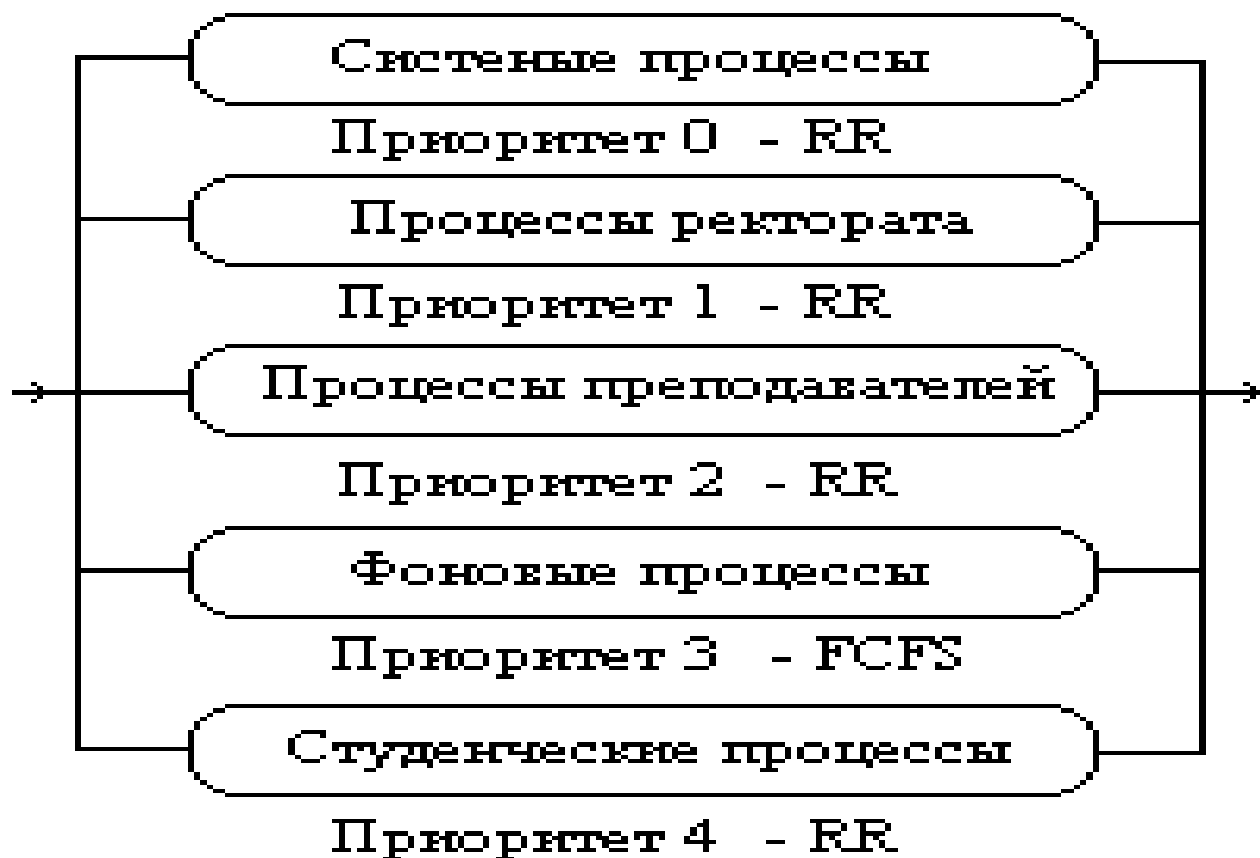 Системые процессы
Приоритет 0 - RR
Процессы ректората
Приоритет 1 - RR
Процессы преподавателей
Приоритет 2 - RR
Фоновые процессы
Приоритет 3 - FCFS
Студенческие процессы
Приоритет 4 - RR